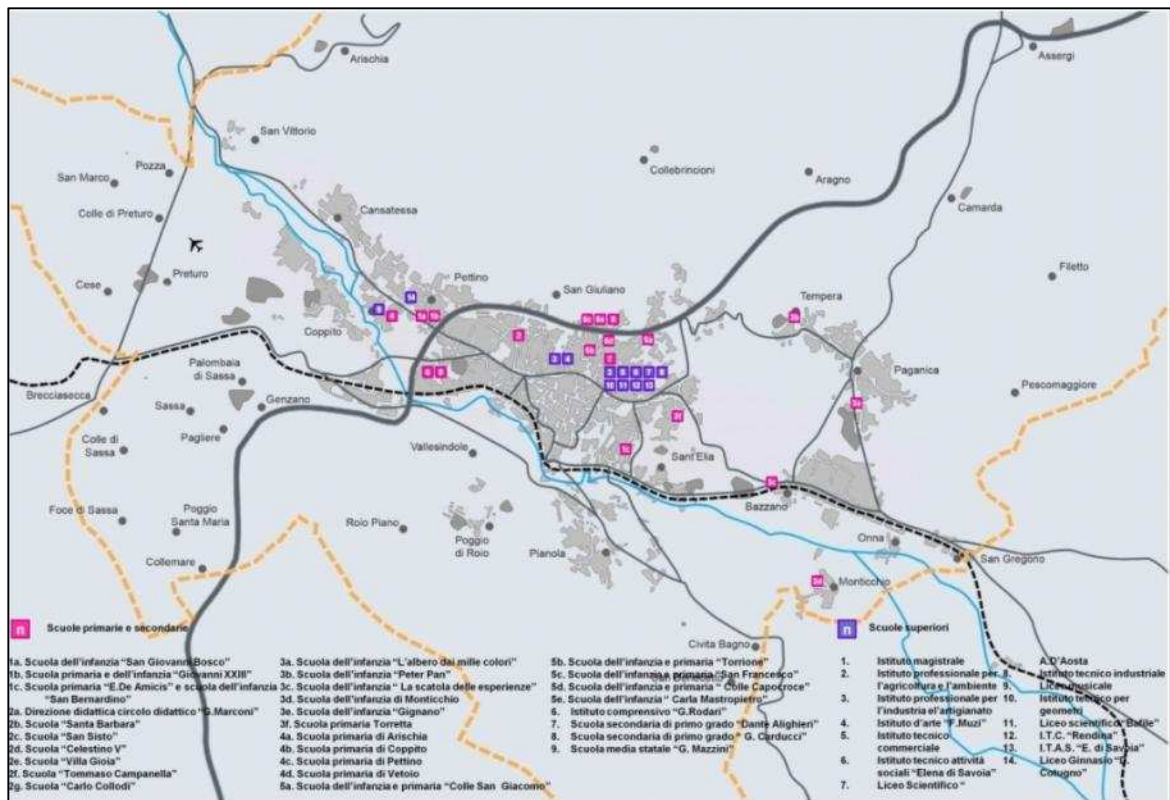 Arischia
Assergi
San Vittorio
Collebrincioni
Pozza
Aragno
San Marco
Camarda
Colle di Preturo
Cansatessa
Filetto
Preturo
Cese
Pettino
San Giuliano
Tempera
Coppito
Palombaia
di Sassa
Paganica
Brecciasecca
Sassa
Genzano
Pescomaggiore
Pagliere
Colle di
Sassa
Vallesindole
Sant'Elia
Foce di Sassa
Poggio
Santa Maria
Roio Piano
Poggio
di Roio
Pianola
Bazzano
Onna
San Gregorio
Collemare
Monticchio
Civita Bagno
n Scuole primarie e secondarie
1a. Scuola dell'infanzia "San Giovanni Bosco"
1b. Scuola primaria e dell'infanzia "Giovanni XXIII"
1c. Scuola primaria "E.De Amicis" e scuola dell'infanzia
"San Bernardino"
2a. Direzione didattica circolo didattico "G.Marconi"
2b. Scuola "Santa Barbara"
2c. Scuola "San Sisto"
2d. Scuola "Celestino V"
2e. Scuola "Villa Gioia"
2f. Scuola "Tommaso Campanella"
2g. Scuola "Carlo Collodi"
3a. Scuola dell'infanzia "L'albero dai mille colori"
3b. Scuola dell'infanzia "Peter Pan"
3c. Scuola dell'infanzia " La scatola delle esperienze"
3d. Scuola dell'infanzia di Monticchio
3e. Scuola dell'infanzia "Gignano"
3f. Scuola primaria Torretta
4a. Scuola primaria di Arischia
4b. Scuola primaria di Coppito
4c. Scuola primaria di Pettino
4d. Scuola primaria di Vetoio
5a. Scuola dell'infanzia e primaria "Colle San Giacomo"
5b. Scuola dell'infanzia e primaria "Torrione"
5c. Scuola dell'infanzia e primaria "San Francesco"
5d. Scuola dell'infanzia e primaria " Colle Capocroce"
5e. Scuola dell'infanzia " Carla Mastropietro"
6. Istituto comprensivo "G.Rodari"
7. Scuola secondaria di primo grado "Dante Alighieri"
8. Scuola secondaria di primo grado " G. Carducci"
9. Scuola media statale "G. Mazzini"
n Scuole superiori
1. Istituto magistrale
2. Istituto professionale per
l'agricoltura e l'ambiente
3. Istituto professionale per
l'industria el'artigianato
4. Istituto d'arte "F.Muzi"
5. Istituto tecnico
commerciale
6. Istituto tecnico attività
sociali "Elena di Savoia"
7. Liceo Scientifico "
A.D'Aosta
8. Istituto tecnico industriale
9. Liceo musicale
10. Istituto tecnico per
geometri
11. Liceo scientifico "Bafile"
12. I.T.C. "Rendina"
13. I.T.A.S. "E. di Savoia"
14. Liceo Ginnasio
Cotugno"